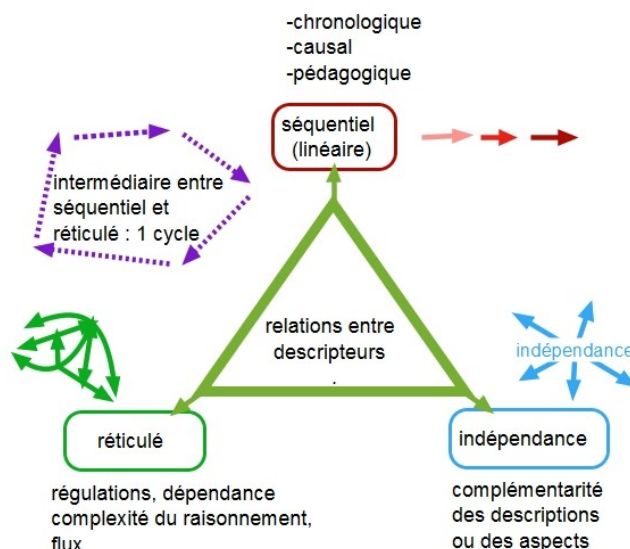 -chronologique
-causal
-pédagogique
séquentiel
(linéaire)
intermédiaire entre
séquentiel et
réticulé : 1 cycle
relations entre
descripteurs
.
indépendance
réticulé
indépendance
régulations, dépendance
complexité du raisonnement,
flux
complémentarité
des descriptions
ou des aspects